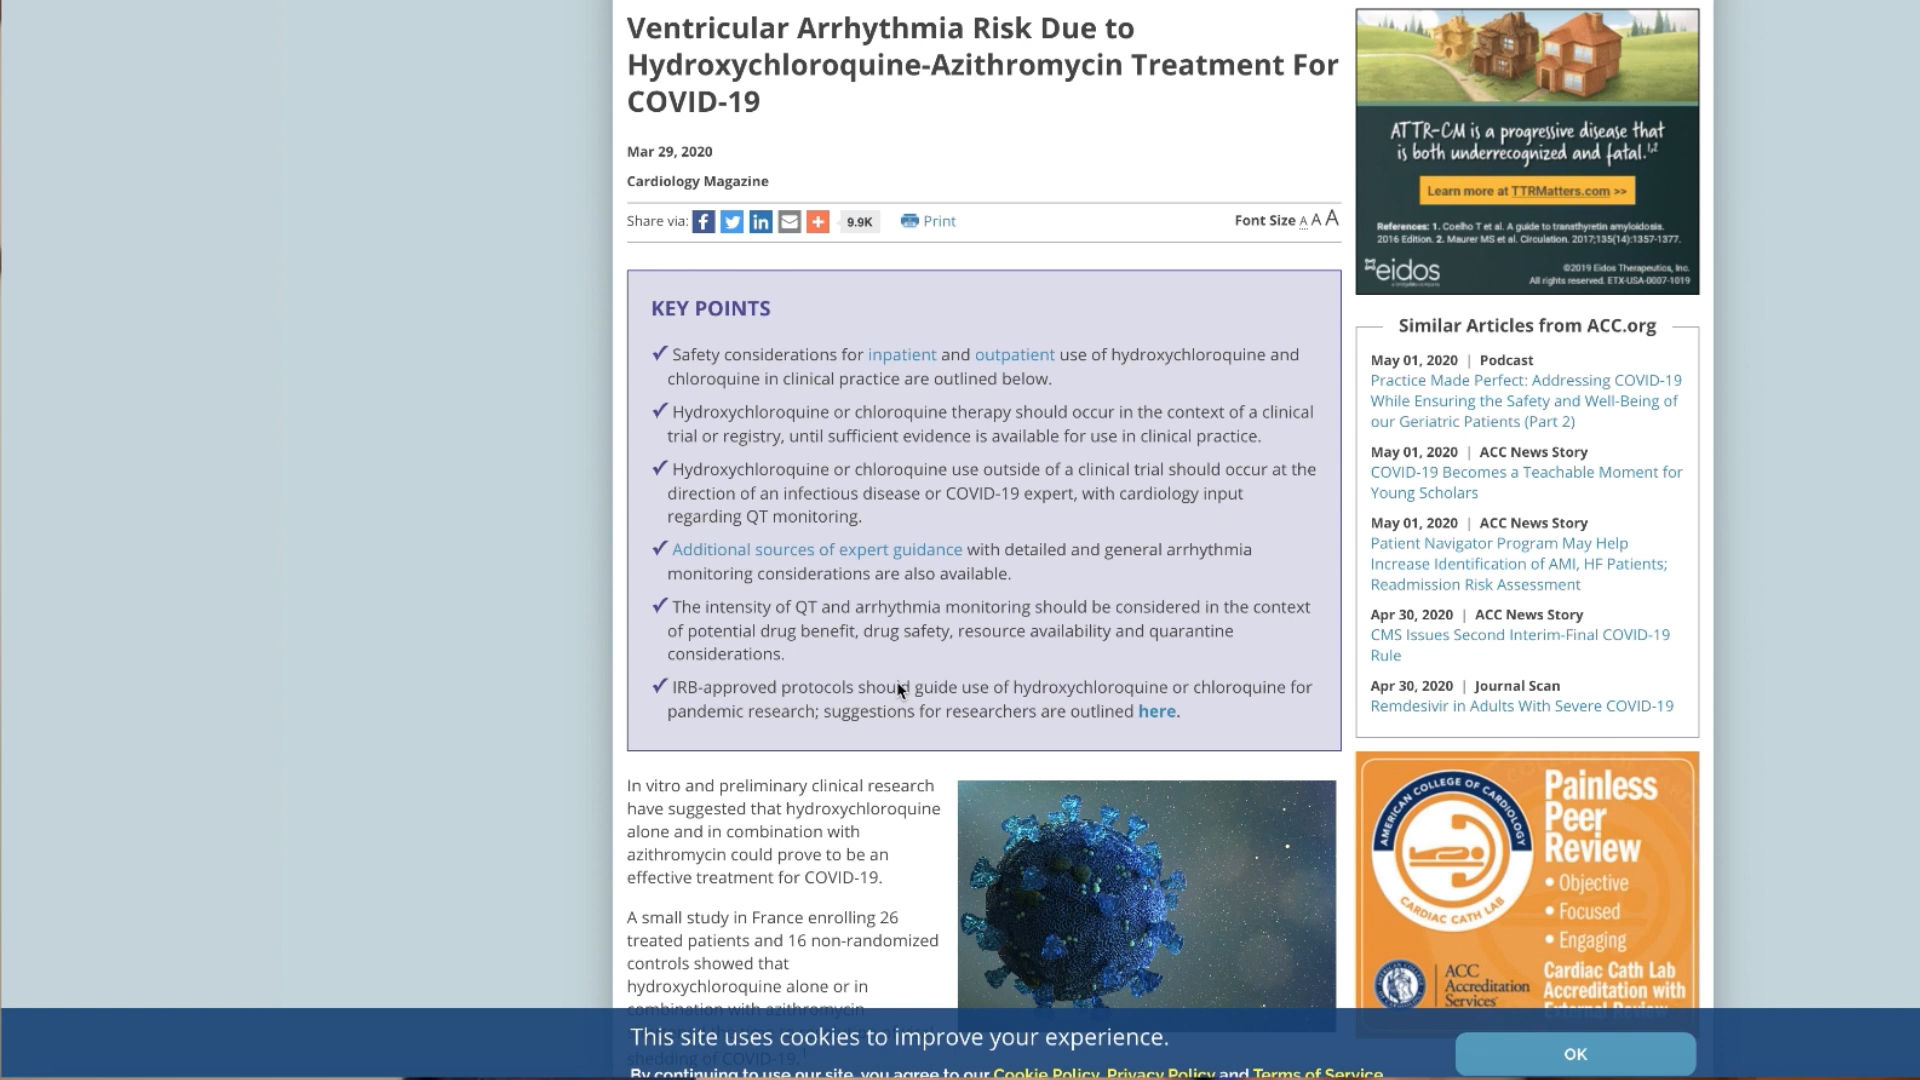 Ventricular Arrhythmia Risk Due to
Hydroxychloroquine-Azithromycin Treatment For
COVID-19
Mar 29, 2020
Cardiology Magazine
Share via:
9.9K
Print
Font Size A A A
KEY POINTS
✓ Safety considerations for inpatient and outpatient use of hydroxychloroquine and
chloroquine in clinical practice are outlined below.
✓ Hydroxychloroquine or chloroquine therapy should occur in the context of a clinical
trial or registry, until sufficient evidence is available for use in clinical practice.
✓ Hydroxychloroquine or chloroquine use outside of a clinical trial should occur at the
direction of an infectious disease or COVID-19 expert, with cardiology input
regarding QT monitoring.
✓ Additional sources of expert guidance with detailed and general arrhythmia
monitoring considerations are also available.
✓ The intensity of QT and arrhythmia monitoring should be considered in the context
of potential drug benefit, drug safety, resource availability and quarantine
considerations.
✓ IRB-approved protocols should guide use of hydroxychloroquine or chloroquine for
pandemic research; suggestions for researchers are outlined here.
In vitro and preliminary clinical research
have suggested that hydroxychloroquine
alone and in combination with
azithromycin could prove to be an
effective treatment for COVID-19.
A small study in France enrolling 26
treated patients and 16 non-randomized
controls showed that
hydroxychloroquine alone or in
combination with azithromycin
shedding of COVID-19.1
ATTR-CM is a progressive disease that
is both underrecognized and fatal.1,2
Learn more at TTRMatters.com >>
References: 1. Coelho T et al. A guide to transthyretin amyloidosis.
2016 Edition. 2. Maurer MS et al. Circulation. 2017;135(14):1357-1377.
eidos
©2019 Eidos Therapeutics, Inc.
All rights reserved. ETX-USA-0007-1019
Similar Articles from ACC.org
May 01, 2020 | Podcast
Practice Made Perfect: Addressing COVID-19
While Ensuring the Safety and Well-Being of
our Geriatric Patients (Part 2)
May 01, 2020 | ACC News Story
COVID-19 Becomes a Teachable Moment for
Young Scholars
May 01, 2020 | ACC News Story
Patient Navigator Program May Help
Increase Identification of AMI, HF Patients;
Readmission Risk Assessment
Apr 30, 2020 | ACC News Story
CMS Issues Second Interim-Final COVID-19
Rule
Apr 30, 2020 | Journal Scan
Remdesivir in Adults With Severe COVID-19
AMERICAN COLLEGE OF CARDIOLOGY
CARDIAC CATH LAB
Painless
Peer
Review
• Objective
• Focused
• Engaging
ACC
Accreditation
Services
Cardiac Cath Lab
Accreditation with
External Review
This site uses cookies to improve your experience.
By continuing to use our site, you agree to our Cookie Policy, Privacy Policy and Terms of Service
OK